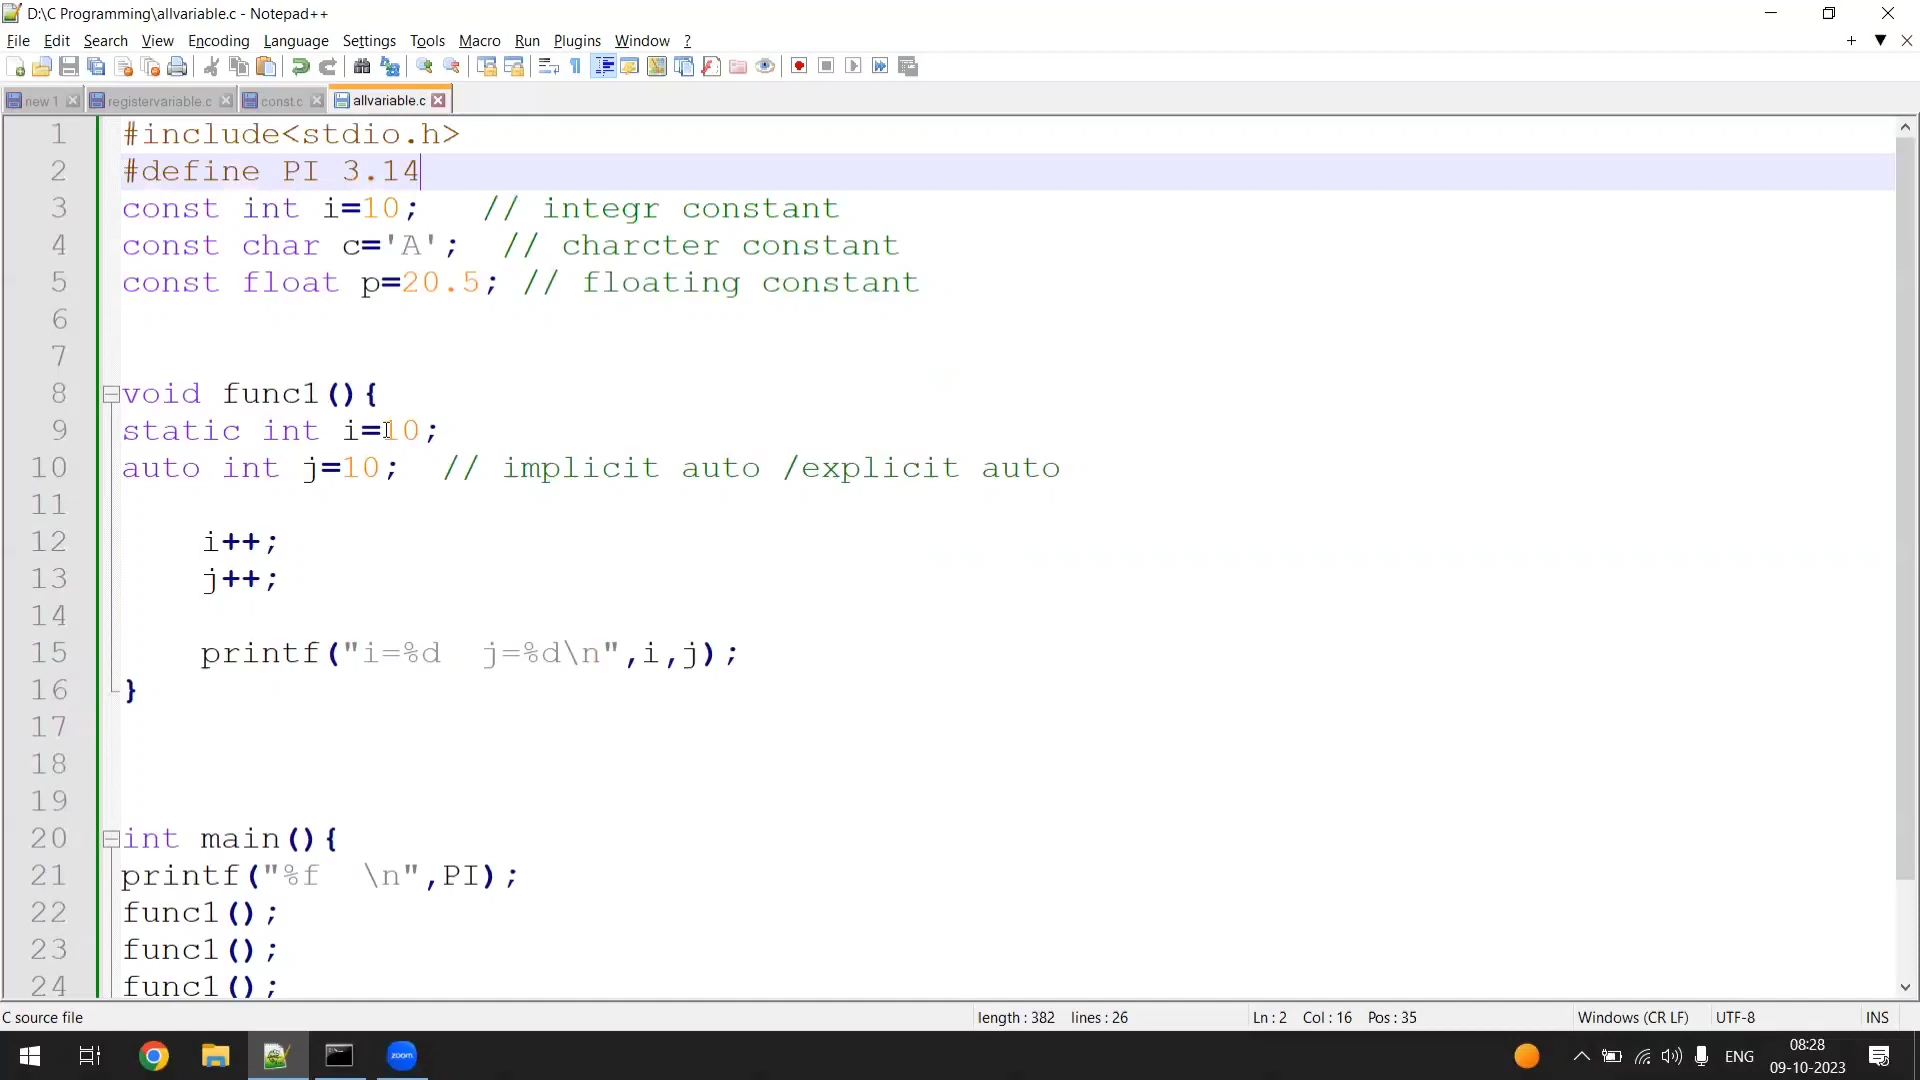 D:\C Programming\allvariable.c - Notepad++
File Edit Search View Encoding Language Settings Tools Macro Run Plugins Window ?
new 1 registervariable.c const.c allvariable.c
1 #include<stdio.h>
2 #define PI 3.14
3 const int i=10;   // integr constant
4 const char c='A';  // charcter constant
5 const float p=20.5; // floating constant
6
7
8 void func1(){
9 static int i=10;
10 auto int j=10;  // implicit auto /explicit auto
11
12     i++;
13     j++;
14
15     printf("i=%d  j=%d\n",i,j);
16 }
17
18
19
20 int main(){
21 printf("%f  \n",PI);
22 func1();
23 func1();
24 func1();
C source file length : 382 lines : 26 Ln : 2 Col : 16 Pos : 35 Windows (CR LF) UTF-8 INS
zoom ENG 08:28
09-10-2023